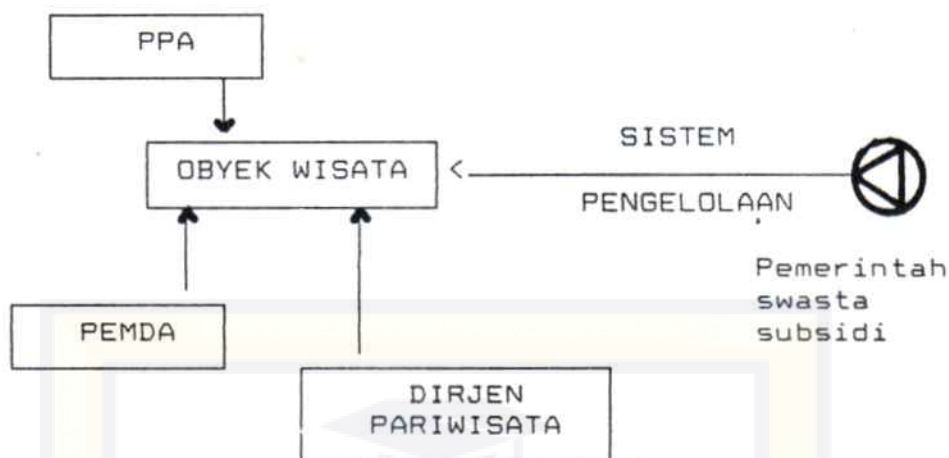 PPA
SISTEM
OBYEK WISATA <
PENGELOLAAN
Pemerintah
swasta
subsidi
PEMDA
DIRJEN
PARIWISATA